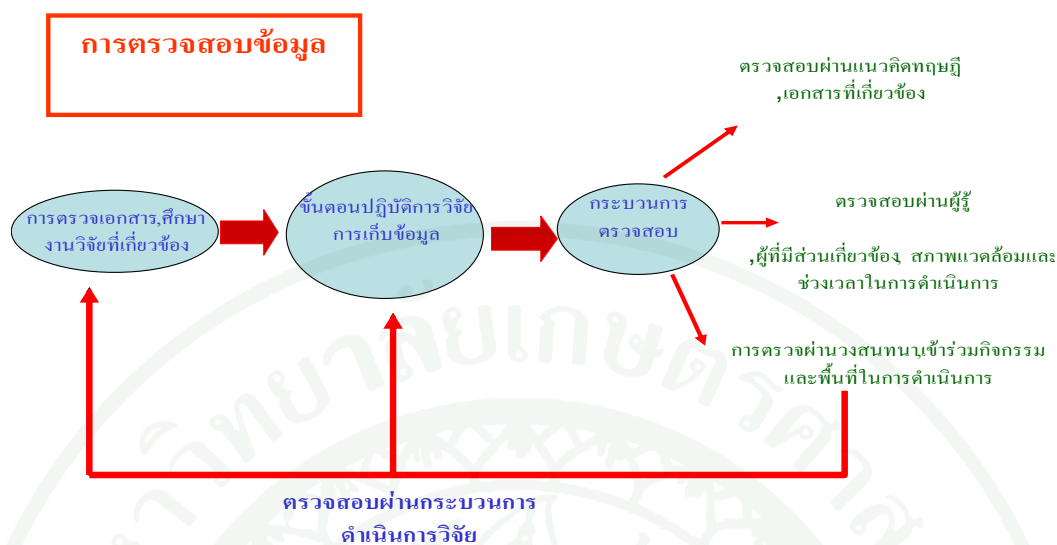 การตรวจสอบข้อมูล
ตรวจสอบผ่านแนวคิดทฤษฎี
,เอกสารที่เกี่ยวข้อง
การตรวจเอกสาร,ศึกษา
งานวิจัยที่เกี่ยวข้อง
ขั้นตอนปฏิบัติการวิจัย
การเก็บข้อมูล
กระบวนการ
ตรวจสอบ
ตรวจสอบผ่านผู้รู้
,ผู้ที่มีส่วนเกี่ยวข้อง, สภาพแวดล้อมและ
ช่วงเวลาในการดำเนินการ
การตรวจผ่านวงสนทนา,เข้าร่วมกิจกรรม
และพื้นที่ในการดำเนินการ
ตรวจสอบผ่านกระบวนการ
ดำเนินการวิจัย